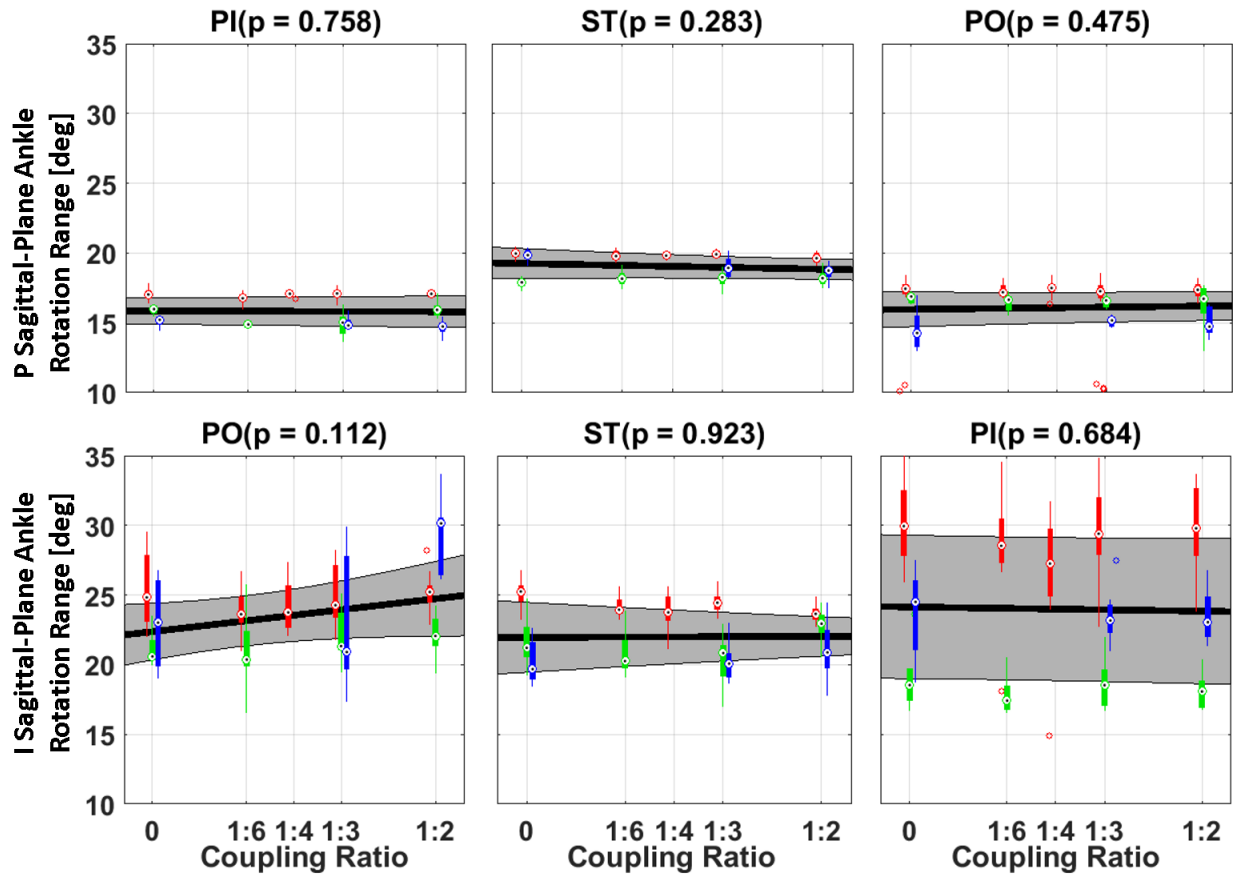 PI(p = 0.758)
ST(p = 0.283)
PO(p = 0.475)
P Sagittal-Plane Ankle
Rotation Range [deg]
35
30
25
20
15
10
PO(p = 0.112)
ST(p = 0.923)
PI(p = 0.684)
I Sagittal-Plane Ankle
Rotation Range [deg]
35
30
25
20
15
10
0 1:6 1:4 1:3 1:2
0 1:6 1:4 1:3 1:2
0 1:6 1:4 1:3 1:2
Coupling Ratio
Coupling Ratio
Coupling Ratio